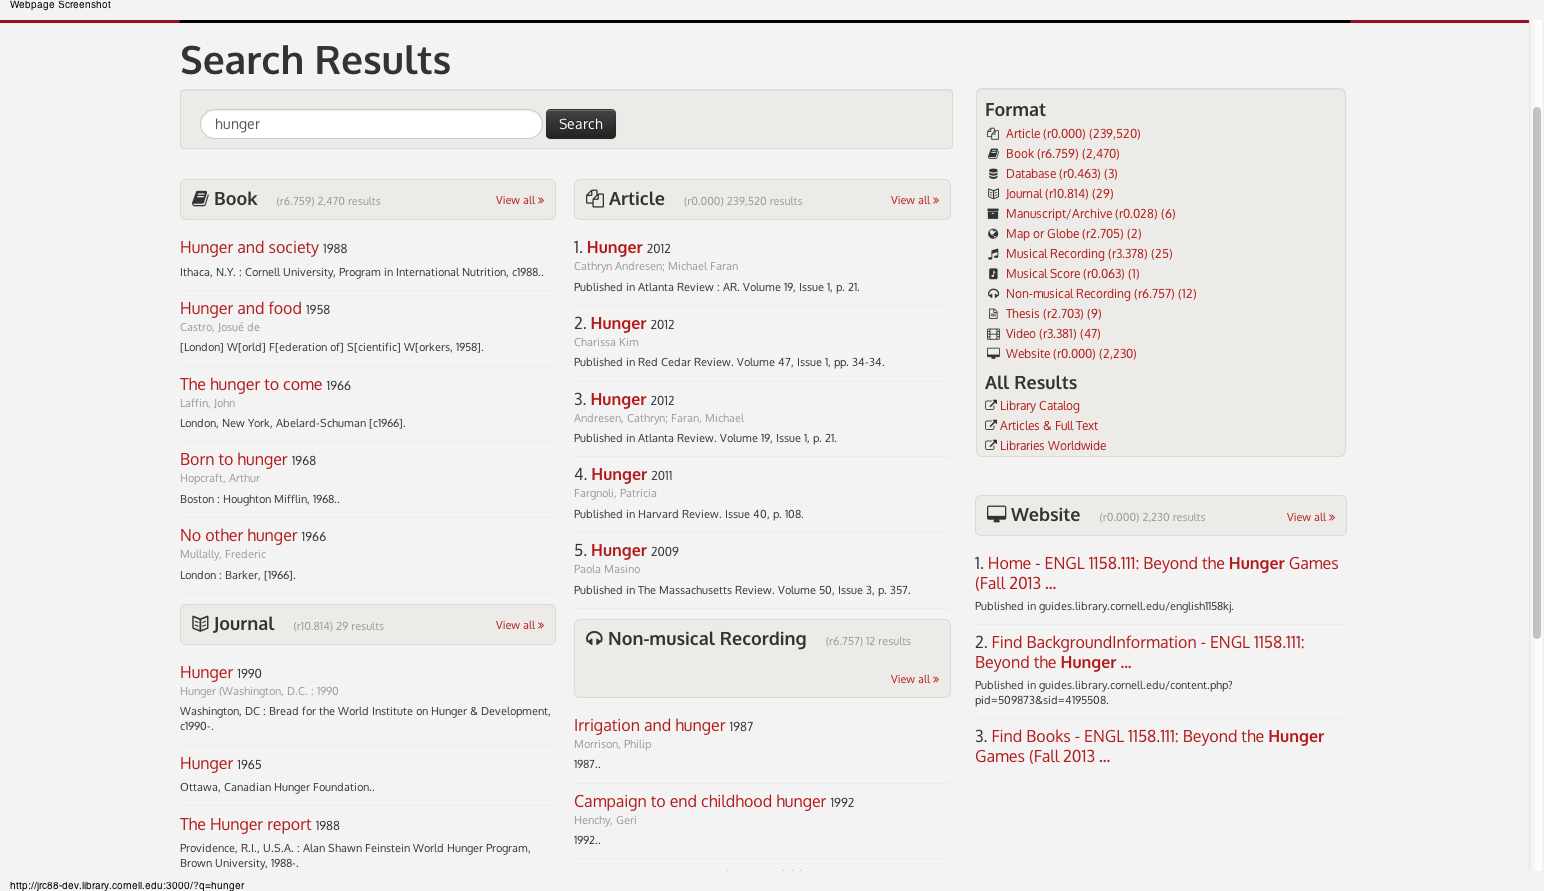 Webpage Screenshot
Search Results
hunger
Search
Book (r6.759) 2,470 results View all »
Hunger and society 1988
Ithaca, N.Y. : Cornell University, Program in International Nutrition, c1988..
Hunger and food 1958
Castro, Josué de
[London] W[orld] F[ederation of] S[cientific] W[orkers, 1958].
The hunger to come 1966
Laffin, John
London, New York, Abelard-Schuman [c1966].
Born to hunger 1968
Hopcraft, Arthur
Boston : Houghton Mifflin, 1968..
No other hunger 1966
Mullally, Frederic
London : Barker, [1966].
Journal (r10.814) 29 results View all »
Hunger 1990
Hunger (Washington, D.C. : 1990
Washington, DC : Bread for the World Institute on Hunger & Development,
c1990-.
Hunger 1965
Ottawa, Canadian Hunger Foundation..
The Hunger report 1988
Providence, R.I., U.S.A. : Alan Shawn Feinstein World Hunger Program,
Brown University, 1988-.
Article (r0.000) 239,520 results View all »
1. Hunger 2012
Cathryn Andresen; Michael Faran
Published in Atlanta Review : AR. Volume 19, Issue 1, p. 21.
2. Hunger 2012
Charissa Kim
Published in Red Cedar Review. Volume 47, Issue 1, pp. 34-34.
3. Hunger 2012
Andresen, Cathryn; Faran, Michael
Published in Atlanta Review. Volume 19, Issue 1, p. 21.
4. Hunger 2011
Fargnoli, Patricia
Published in Harvard Review. Issue 40, p. 108.
5. Hunger 2009
Paola Masino
Published in The Massachusetts Review. Volume 50, Issue 3, p. 357.
Non-musical Recording (r6.757) 12 results
View all »
Irrigation and hunger 1987
Morrison, Philip
1987..
Campaign to end childhood hunger 1992
Henchy, Geri
1992..
Format
Article (r0.000) (239,520)
Book (r6.759) (2,470)
Database (r0.463) (3)
Journal (r10.814) (29)
Manuscript/Archive (r0.028) (6)
Map or Globe (r2.705) (2)
Musical Recording (r3.378) (25)
Musical Score (r0.063) (1)
Non-musical Recording (r6.757) (12)
Thesis (r2.703) (9)
Video (r3.381) (47)
Website (r0.000) (2,230)
All Results
Library Catalog
Articles & Full Text
Libraries Worldwide
Website (r0.000) 2,230 results View all »
1. Home - ENGL 1158.111: Beyond the Hunger Games
(Fall 2013 ...
Published in guides.library.cornell.edu/english1158kj.
2. Find BackgroundInformation - ENGL 1158.111:
Beyond the Hunger ...
Published in guides.library.cornell.edu/content.php?
pid=509873&sid=4195508.
3. Find Books - ENGL 1158.111: Beyond the Hunger
Games (Fall 2013 ...
http://jrc88-dev.library.cornell.edu:3000/?q=hunger